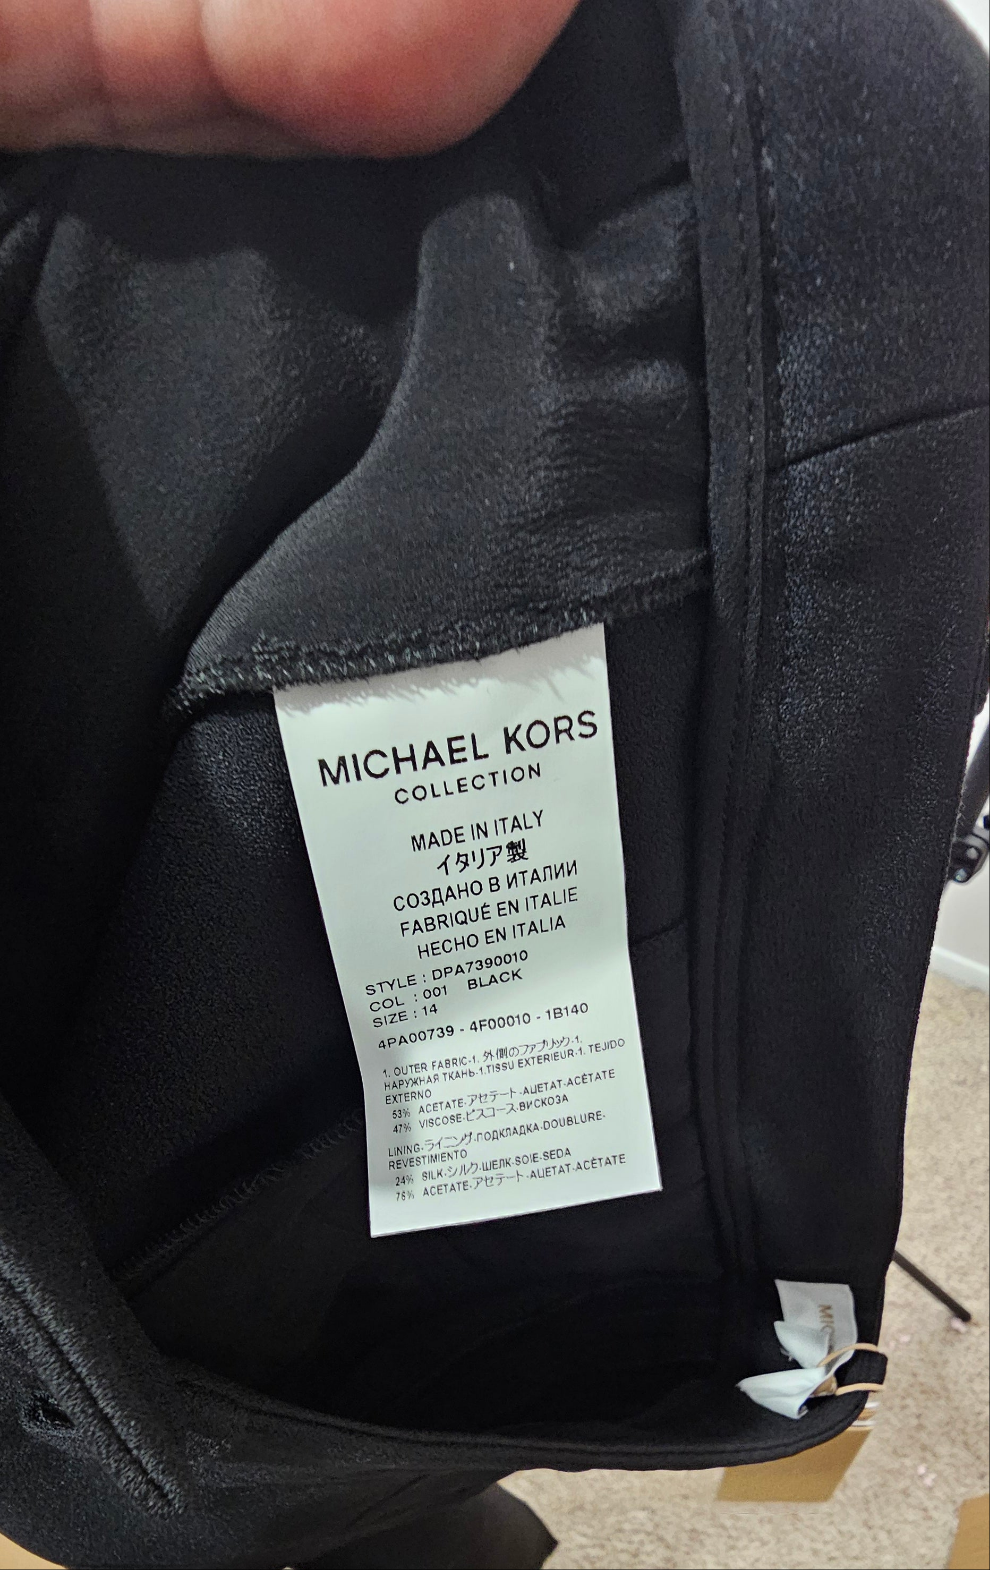 MICHAEL KORS
COLLECTION
MADE IN ITALY
イタリア製
СОЗДАНО В ИТАЛИИ
FABRIQUÉ EN ITALIE
HECHO EN ITALIA
STYLE : DPA7390010
COL : 001 BLACK
SIZE : 14
4PA00739 - 4F00010 - 1B140
1. OUTER FABRIC-1. 外側のファブリック-1.
НАРУЖНАЯ ТКАНЬ-1.TISSU EXTERIEUR-1. TEJIDO
EXTERNO
53% ACETATE-アセテート-АЦЕТАТ-ACÉTATE
47% VISCOSE-ビスコース-ВИСКОЗА
LINING-ライニング-ПОДКЛАДКА-DOUBLURE-
REVESTIMIENTO
24% SILK-シルク-ШЕЛК-SOIE-SEDA
76% ACETATE-アセテート-АЦЕТАТ-ACÉTATE